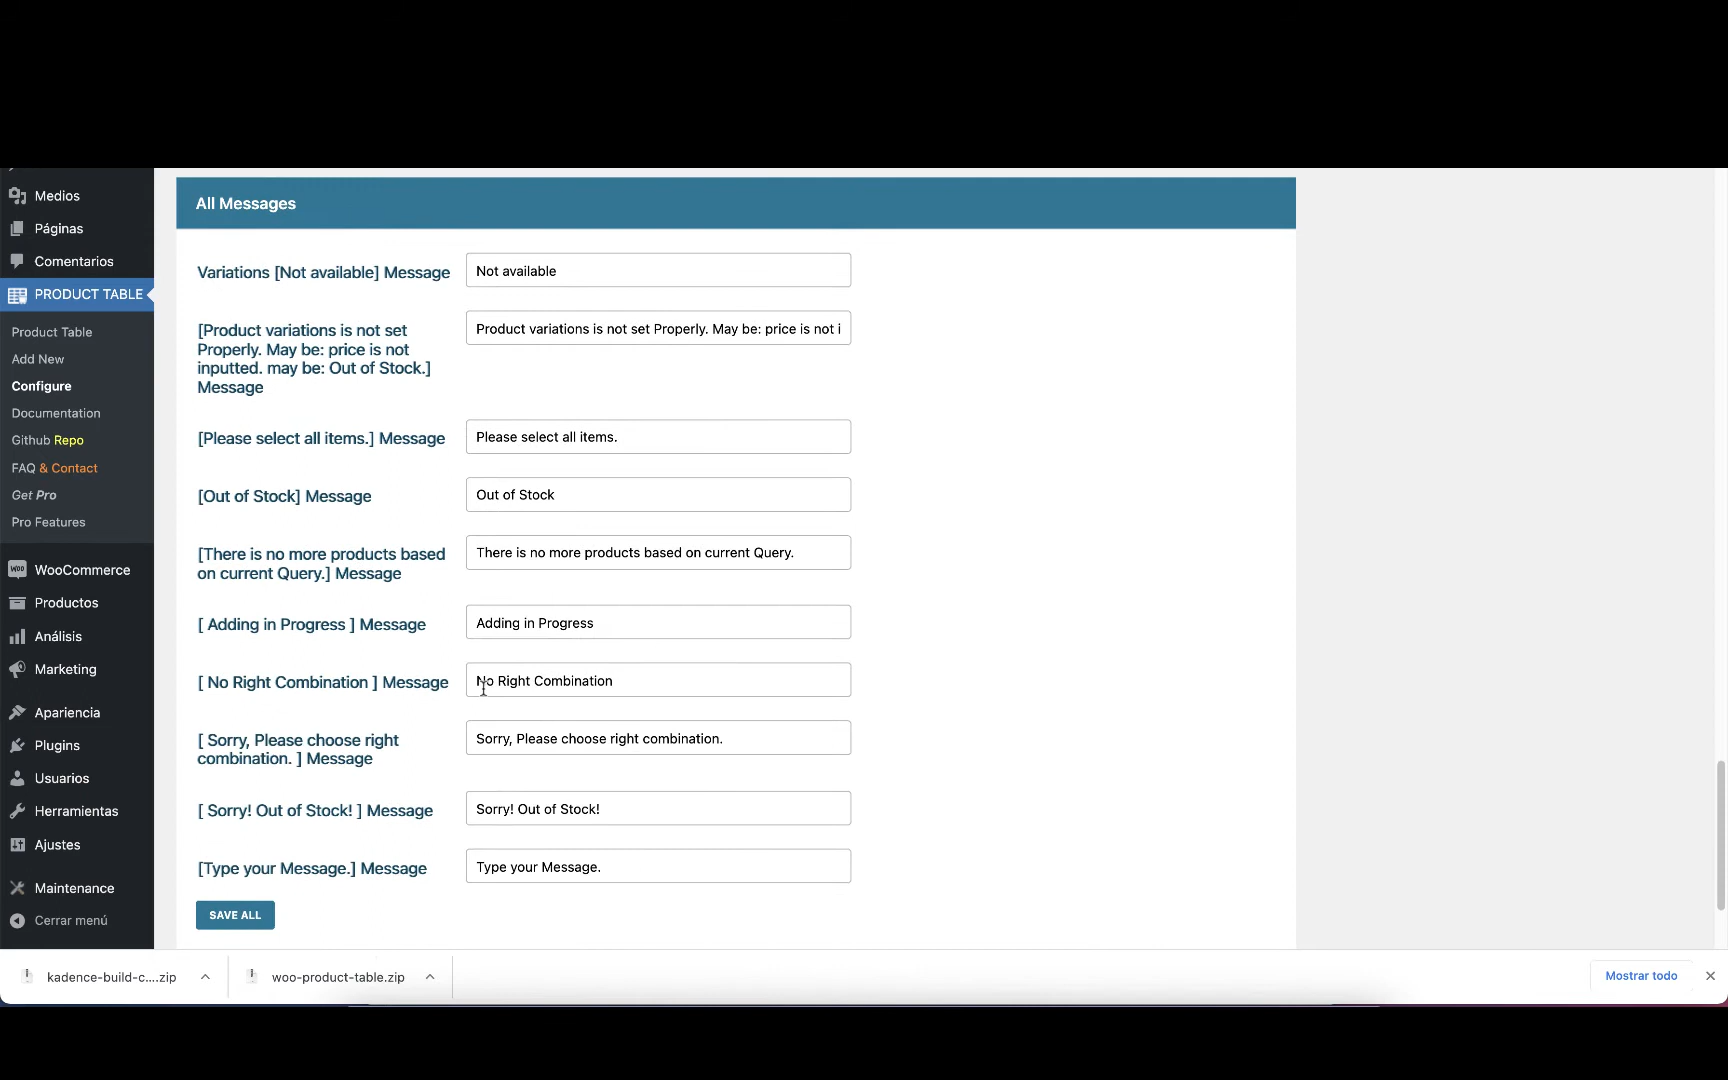 All Messages
Medios
Páginas
Comentarios
PRODUCT TABLE
Product Table
Add New
Configure
Documentation
Github Repo
FAQ & Contact
Get Pro
Pro Features
WooCommerce
Productos
Análisis
Marketing
Apariencia
Plugins
Usuarios
Herramientas
Ajustes
Maintenance
Cerrar menú
Variations [Not available] Message
Not available
[Product variations is not set
Properly. May be: price is not
inputted. may be: Out of Stock.]
Message
Product variations is not set Properly. May be: price is not i
[Please select all items.] Message
Please select all items.
[Out of Stock] Message
Out of Stock
[There is no more products based
on current Query.] Message
There is no more products based on current Query.
[ Adding in Progress ] Message
Adding in Progress
[ No Right Combination ] Message
No Right Combination
[ Sorry, Please choose right
combination. ] Message
Sorry, Please choose right combination.
[ Sorry! Out of Stock! ] Message
Sorry! Out of Stock!
[Type your Message.] Message
Type your Message.
SAVE ALL
kadence-build-c....zip
woo-product-table.zip
Mostrar todo